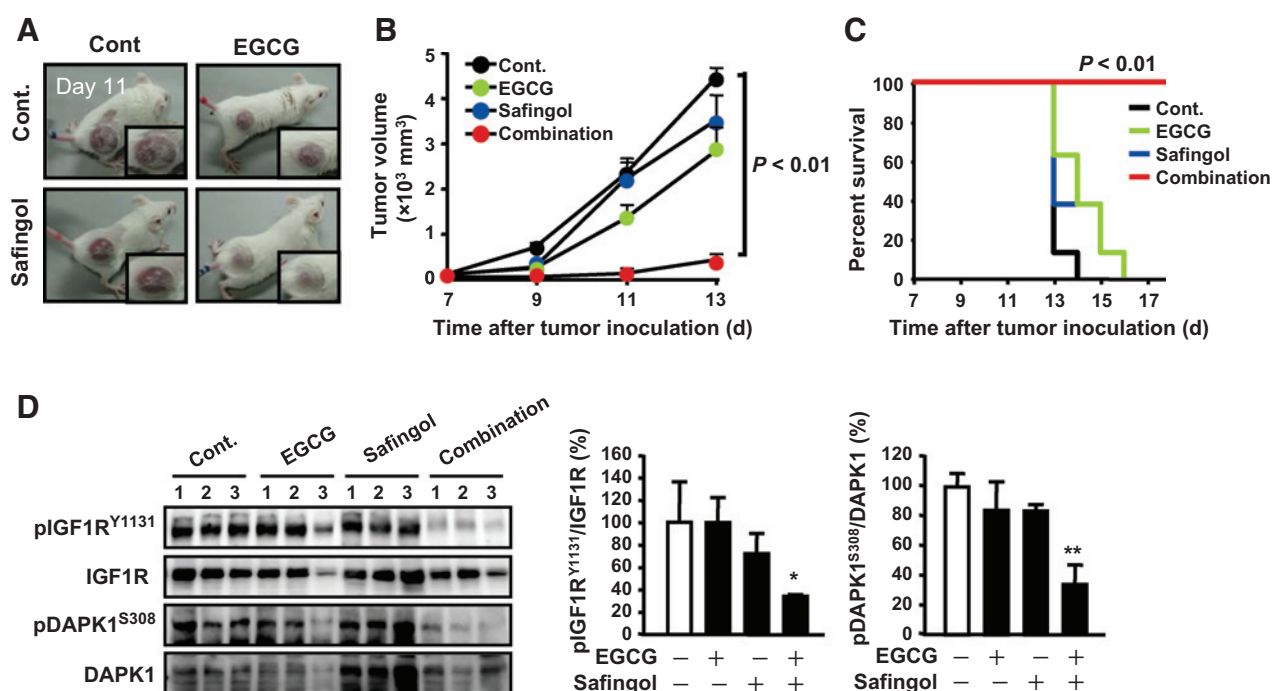 A
Cont
EGCG
Cont.
Day 11
Safingol
B
Tumor volume
(×10³ mm³)
5
4
3
2
1
0
Cont.
EGCG
Safingol
Combination
P < 0.01
7 9 11 13
Time after tumor inoculation (d)
C
P < 0.01
Percent survival
100
80
60
40
20
0
Cont.
EGCG
Safingol
Combination
7 9 11 13 15 17
Time after tumor inoculation (d)
D
Cont. EGCG Safingol Combination
1 2 3 1 2 3 1 2 3 1 2 3
pIGF1R^Y1131
IGF1R
pDAPK1^S308
DAPK1
pIGF1R^Y1131/IGF1R (%)
160
140
120
100
80
60
40
20
0
*
EGCG − + − +
Safingol − − + +
pDAPK1^S308/DAPK1 (%)
120
100
80
60
40
20
0
**
EGCG − + − +
Safingol − − + +